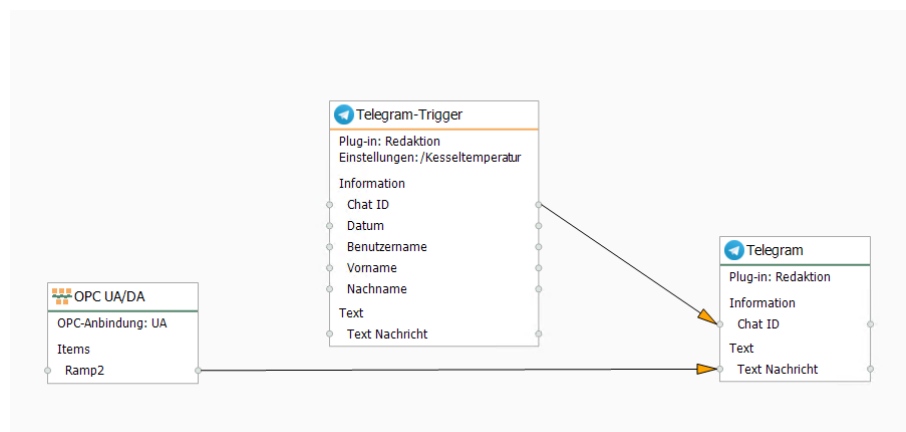 Telegram-Trigger
Plug-in: Redaktion
Einstellungen:/Kesseltemperatur
Information
Chat ID
Datum
Benutzername
Vorname
Nachname
Text
Text Nachricht
OPC UA/DA
OPC-Anbindung: UA
Items
Ramp2
Telegram
Plug-in: Redaktion
Information
Chat ID
Text
Text Nachricht